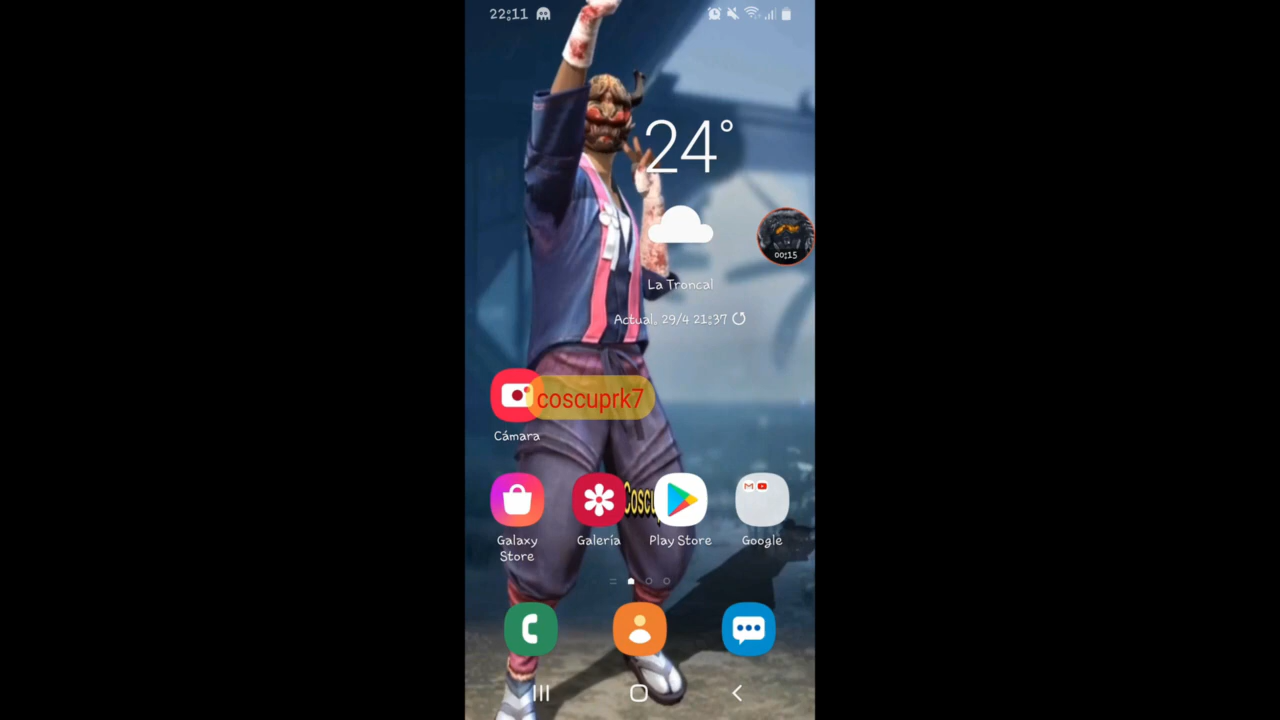 22:11
24°
00:15
La Troncal
Actual. 29/4 21:37
coscuprk7
Cámara
Coscu
Galaxy Store
Galería
Play Store
Google